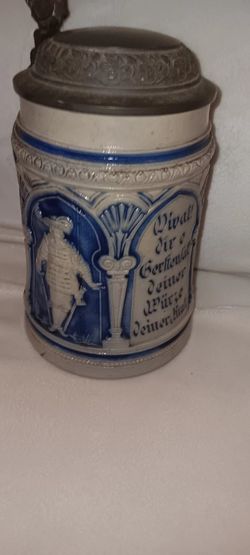 Vivat
dir o
Gerstensaft
deiner
Würze
deiner